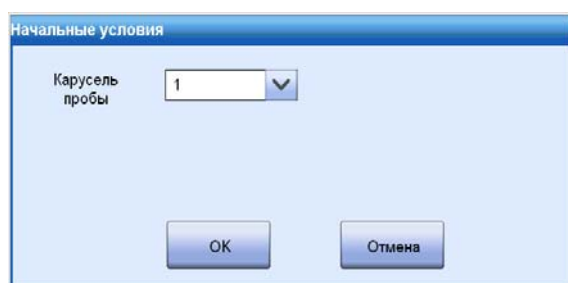 Начальные условия
Карусель
пробы
1
OK
Отмена